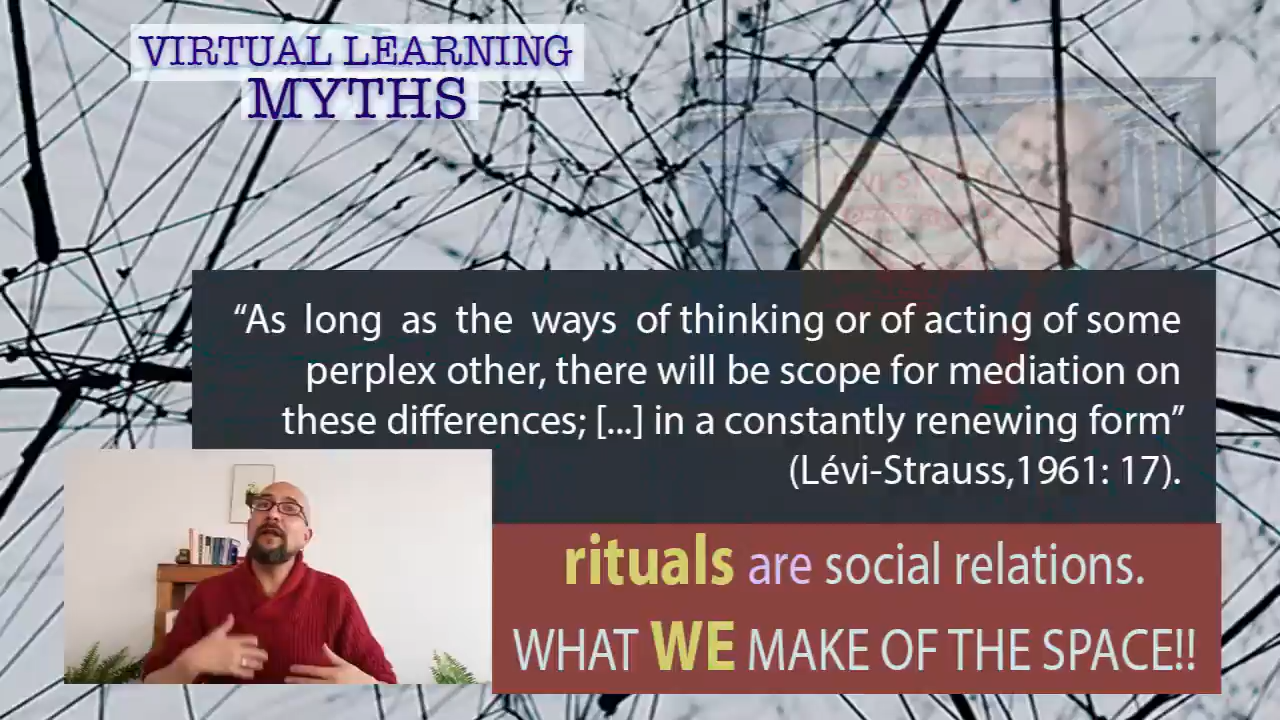 VIRTUAL LEARNING
MYTHS
“As long as the ways of thinking or of acting of some
perplex other, there will be scope for mediation on
these differences; [...] in a constantly renewing form”
(Lévi-Strauss,1961: 17).
rituals are social relations.
WHAT WE MAKE OF THE SPACE!!